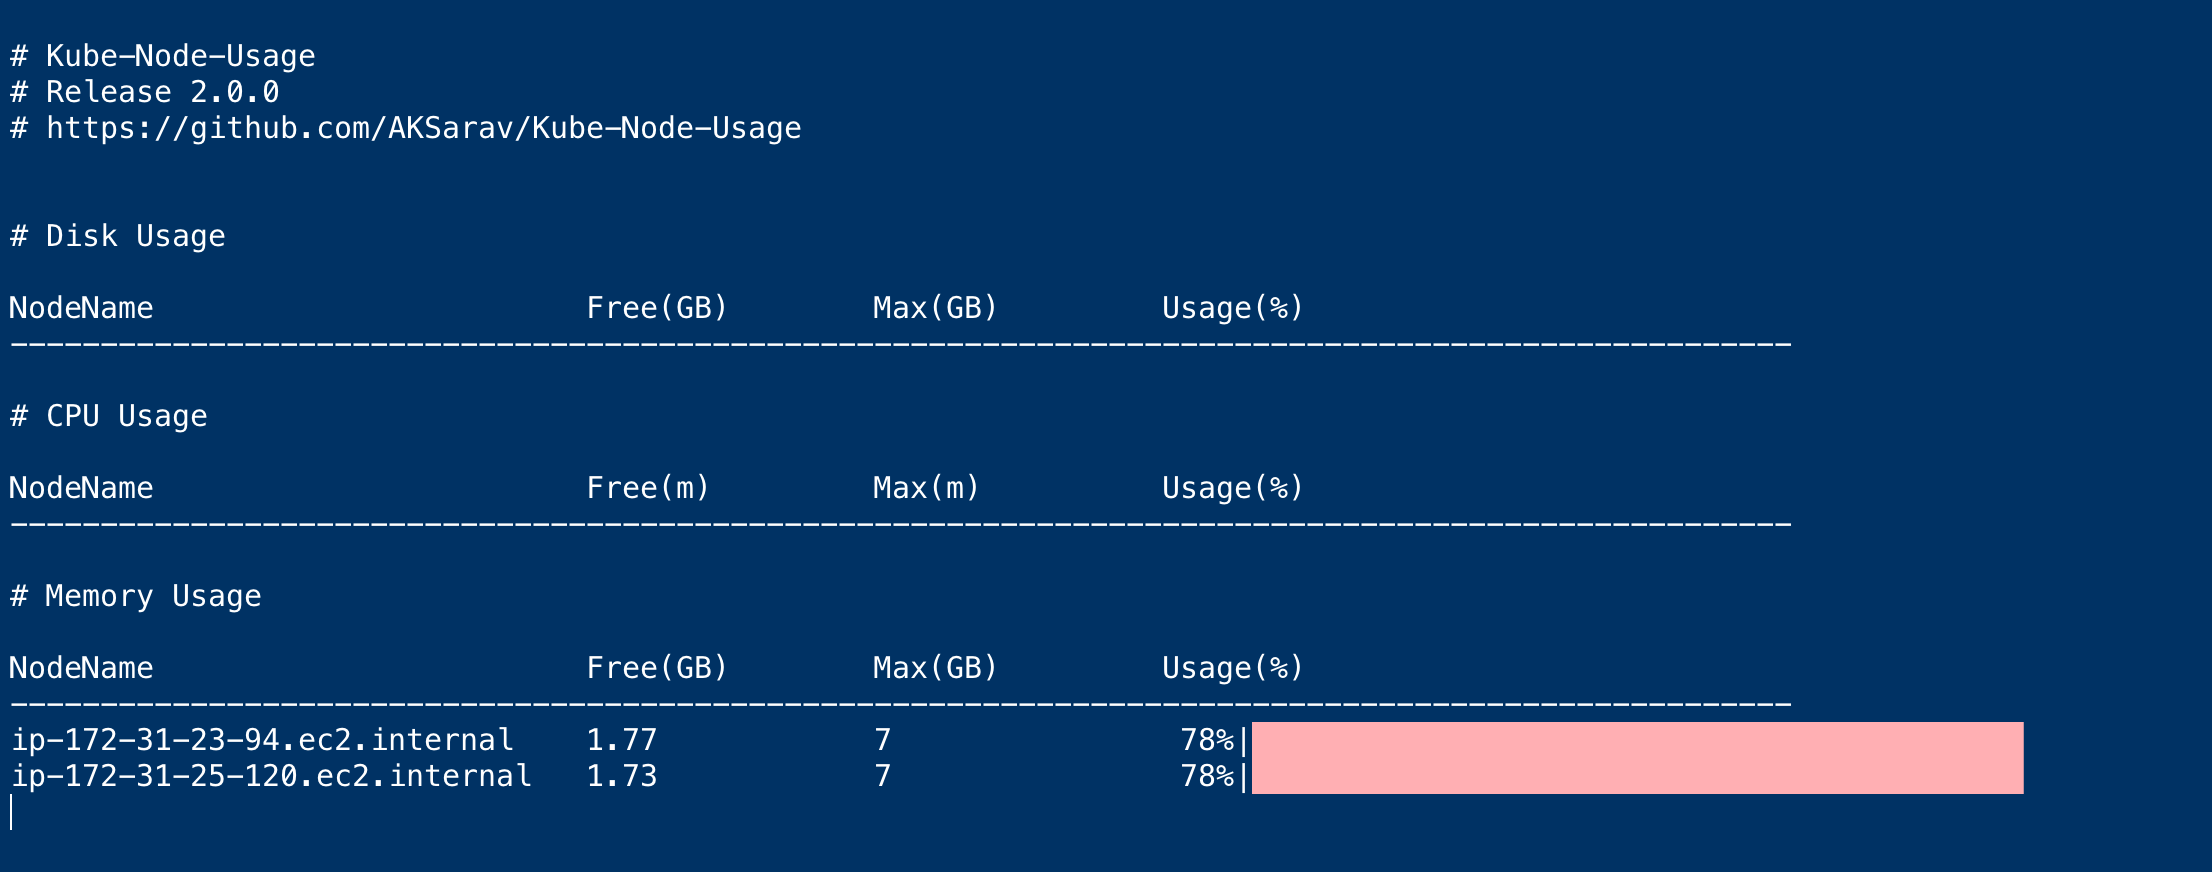 # Kube-Node-Usage
# Release 2.0.0
# https://github.com/AKSarav/Kube-Node-Usage
# Disk Usage
NodeName Free(GB) Max(GB) Usage(%)
---------------------------------------------------------------------------------------------------
# CPU Usage
NodeName Free(m) Max(m) Usage(%)
---------------------------------------------------------------------------------------------------
# Memory Usage
NodeName Free(GB) Max(GB) Usage(%)
---------------------------------------------------------------------------------------------------
ip-172-31-23-94.ec2.internal 1.77 7 78%|
ip-172-31-25-120.ec2.internal 1.73 7 78%|